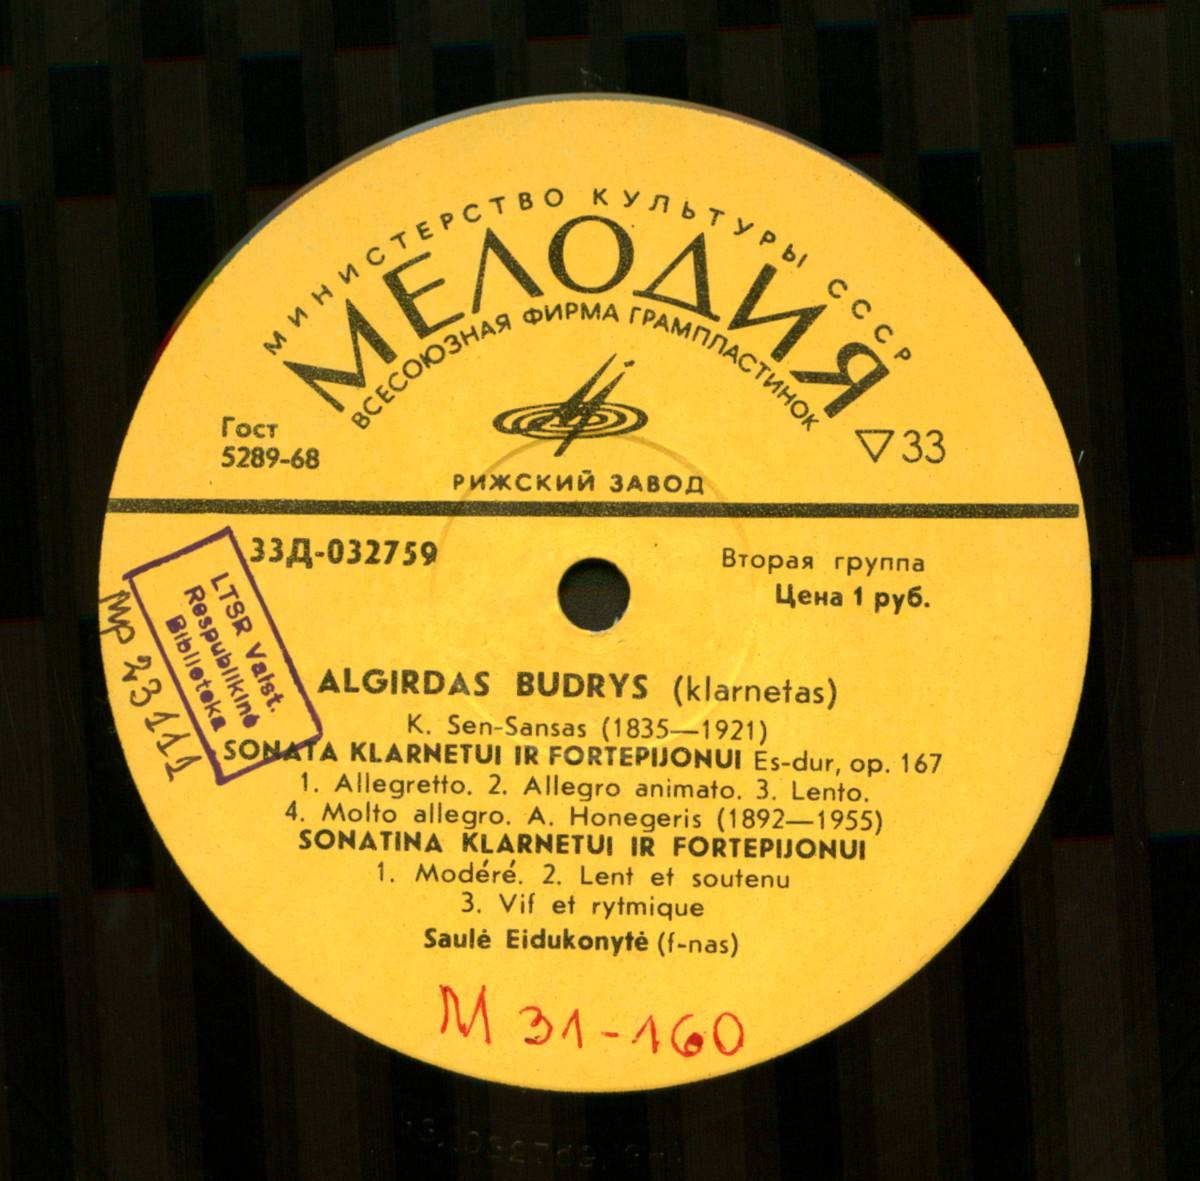 МИНИСТЕРСТВО КУЛЬТУРЫ СССР
МЕЛОДИЯ
ВСЕСОЮЗНАЯ ФИРМА ГРАМПЛАСТИНОК
Гост
5289-68
▽33
РИЖСКИЙ ЗАВОД
33Д-032759
Вторая группа
Цена 1 руб.
LTSR Valst.
Respublikinė
Biblioteka
Mp 23111
ALGIRDAS BUDRYS (klarnetas)
K. Sen-Sansas (1835—1921)
SONATA KLARNETUI IR FORTEPIJONUI Es-dur, op. 167
1. Allegretto. 2. Allegro animato. 3. Lento.
4. Molto allegro. A. Honegeris (1892—1955)
SONATINA KLARNETUI IR FORTEPIJONUI
1. Modéré. 2. Lent et soutenu
3. Vif et rytmique
Saulė Eidukonytė (f-nas)
M 31-160